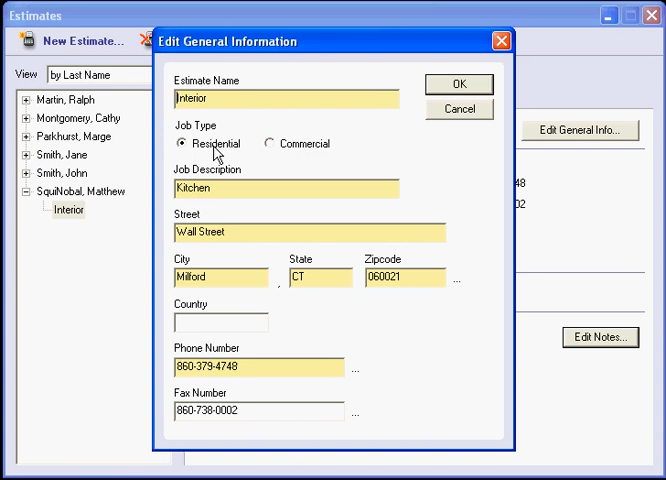 Estimates
New Estimate...
View by Last Name
Martin, Ralph
Montgomery, Cathy
Parkhurst, Marge
Smith, Jane
Smith, John
SquiNobal, Matthew
Interior
Edit General Information
Estimate Name
Interior
OK
Cancel
Job Type
Residential Commercial
Job Description
Kitchen
Street
Wall Street
City State Zipcode
Milford , CT 060021 ...
Country
Phone Number
860-379-4748 ...
Fax Number
860-738-0002 ...
Edit General Info...
48
02
Edit Notes...